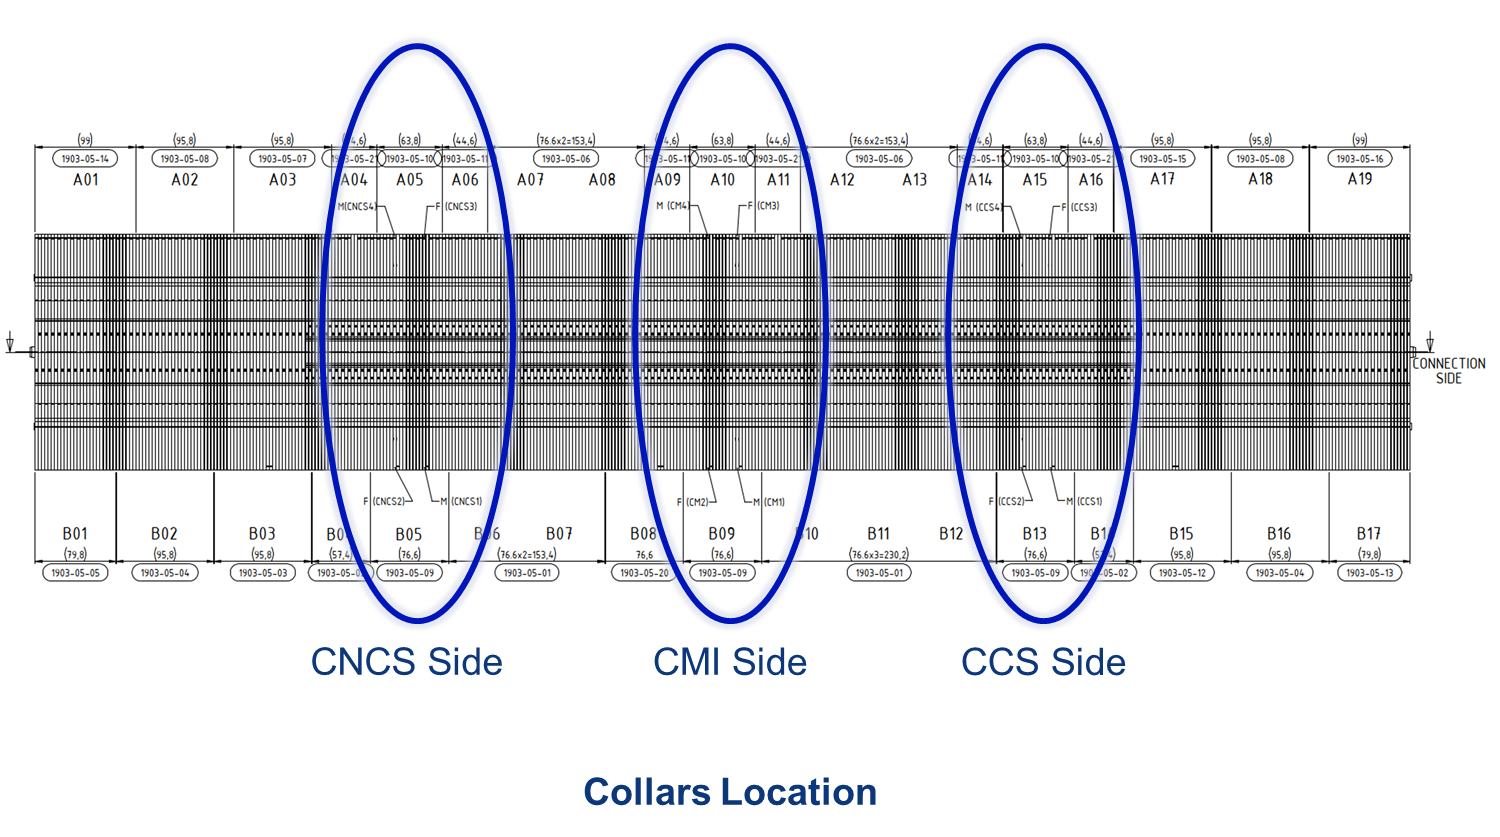 (99) (95,8) (95,8) (63,8) (44,6) (76.6x2=153,4) (63,8) (44,6) (76.6x2=153,4) (63,8) (44,6) (95,8) (95,8) (99)
1903-05-14 1903-05-08 1903-05-07 1903-05-10 1903-05-06 1903-05-10 1903-05-06 1903-05-10 1903-05-15 1903-05-08 1903-05-16
A01 A02 A03 A04 A05 A06 A07 A08 A09 A10 A11 A12 A13 A14 A15 A16 A17 A18 A19
M(CNCS4) F (CNCS3) M (CM4) F (CM3) M (CCS4) F (CCS3)
CONNECTION
SIDE
F (CNCS2) M (CNCS1) F (CM2) M (CM1) F (CCS2) M (CCS1)
B01 B02 B03 B05 B06 B07 B08 B09 B10 B11 B12 B13 B15 B16 B17
(79,8) (95,8) (95,8) (57,4) (76,6) (76.6x2=153,4) 76,6 (76,6) (76.6x3=230,2) (76,6) (95,8) (95,8) (79,8)
1903-05-05 1903-05-04 1903-05-03 1903-05-09 1903-05-01 1903-05-20 1903-05-09 1903-05-01 1903-05-09 1903-05-02 1903-05-12 1903-05-04 1903-05-13
CNCS Side CMI Side CCS Side
Collars Location